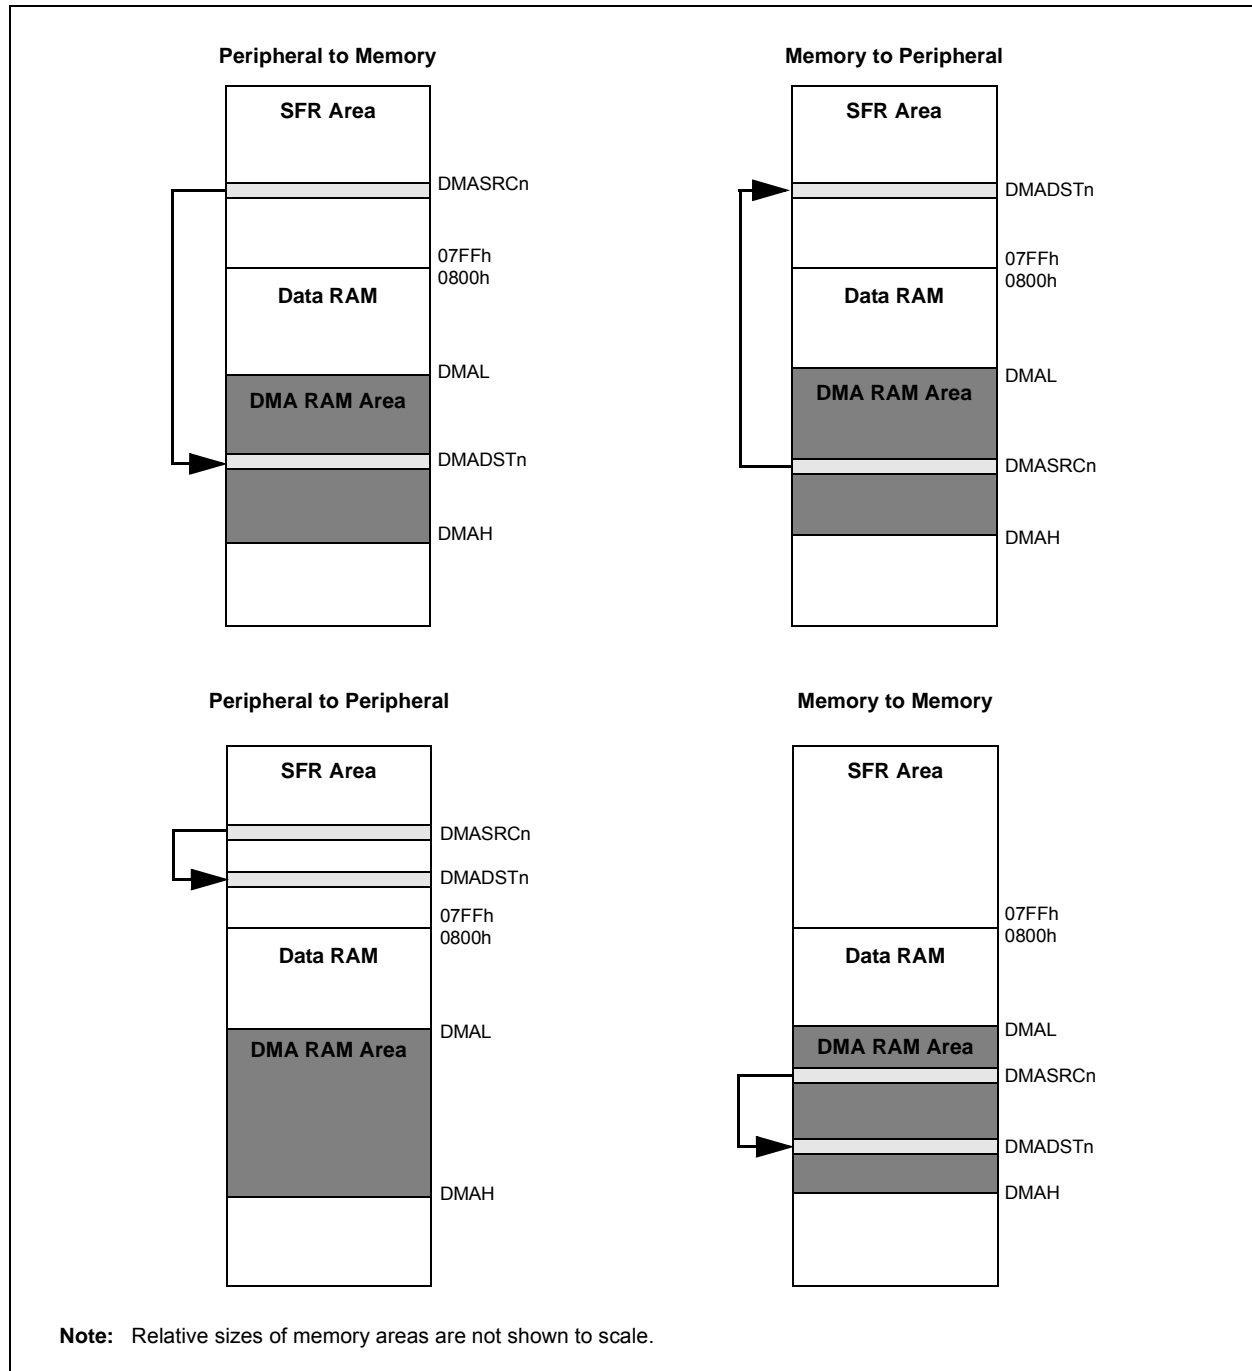 Peripheral to Memory
SFR Area
DMASRCn
07FFh
0800h
Data RAM
DMAL
DMA RAM Area
DMADSTn
DMAH
Memory to Peripheral
SFR Area
DMADSTn
07FFh
0800h
Data RAM
DMAL
DMA RAM Area
DMASRCn
DMAH
Peripheral to Peripheral
SFR Area
DMASRCn
DMADSTn
07FFh
0800h
Data RAM
DMAL
DMA RAM Area
DMAH
Memory to Memory
SFR Area
07FFh
0800h
Data RAM
DMAL
DMA RAM Area
DMASRCn
DMADSTn
DMAH
Note: Relative sizes of memory areas are not shown to scale.